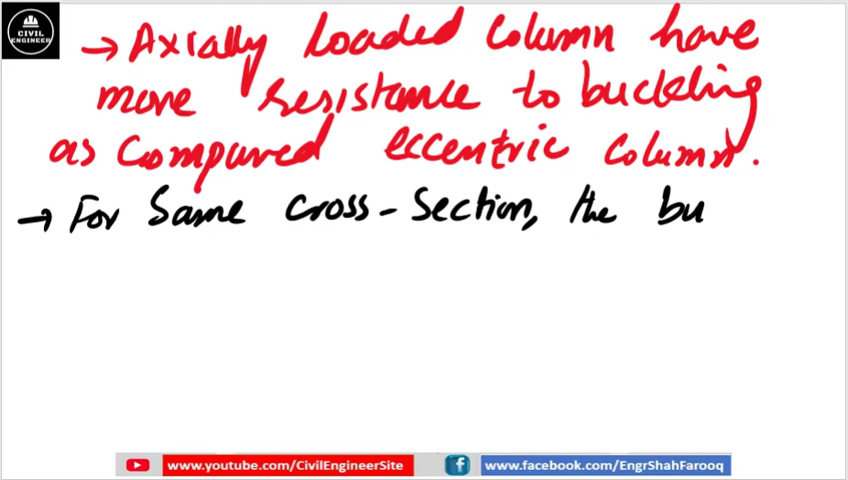 CIVIL
ENGINEER
→ Axially Loaded Column have
more resistance to buckling
as Compared eccentric Column.
→ For Same cross-Section, the bu
www.youtube.com/CivilEngineerSite
www.facebook.com/EngrShahFarooq